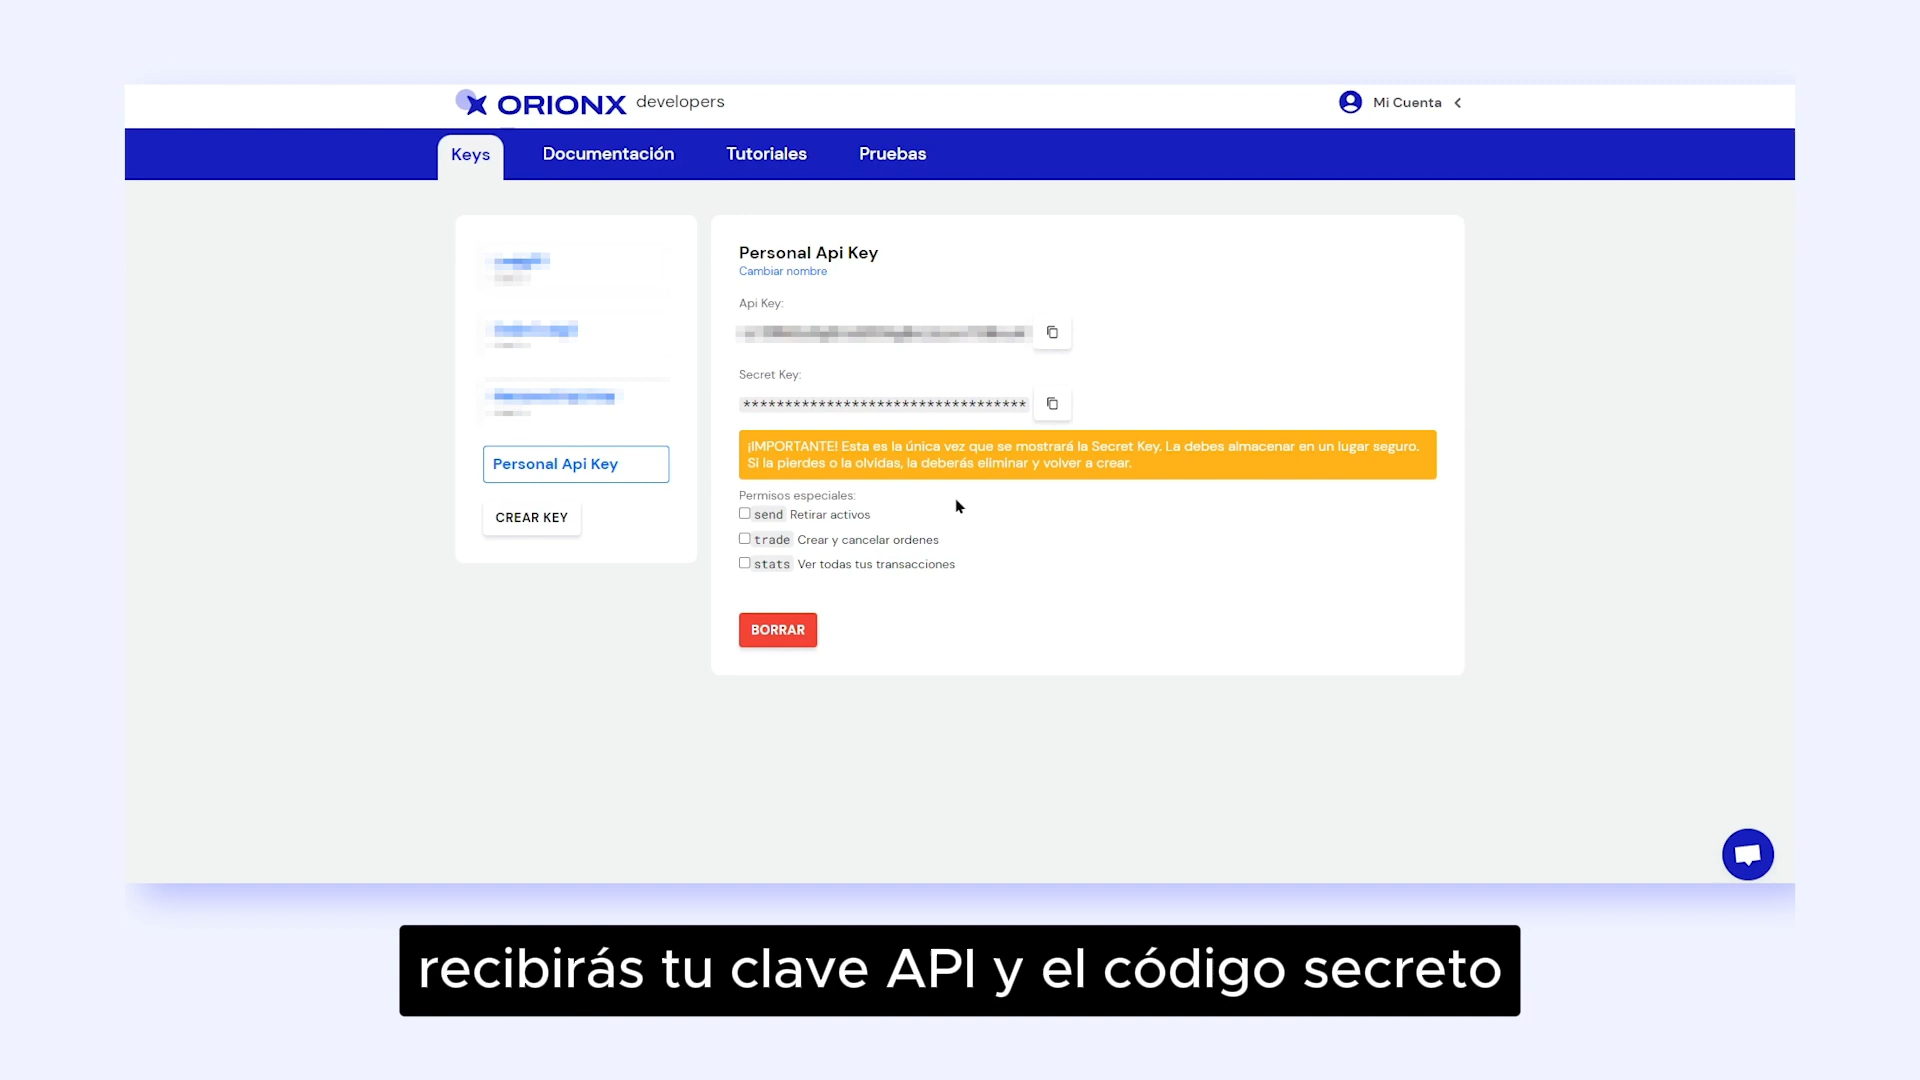 ORIONX developers
Mi Cuenta
Keys
Documentación
Tutoriales
Pruebas
Personal Api Key
CREAR KEY
Personal Api Key
Cambiar nombre
Api Key:
Secret Key:
**********************************
¡IMPORTANTE! Esta es la única vez que se mostrará la Secret Key. La debes almacenar en un lugar seguro.
Si la pierdes o la olvidas, la deberás eliminar y volver a crear.
Permisos especiales:
send Retirar activos
trade Crear y cancelar ordenes
stats Ver todas tus transacciones
BORRAR
recibirás tu clave API y el código secreto